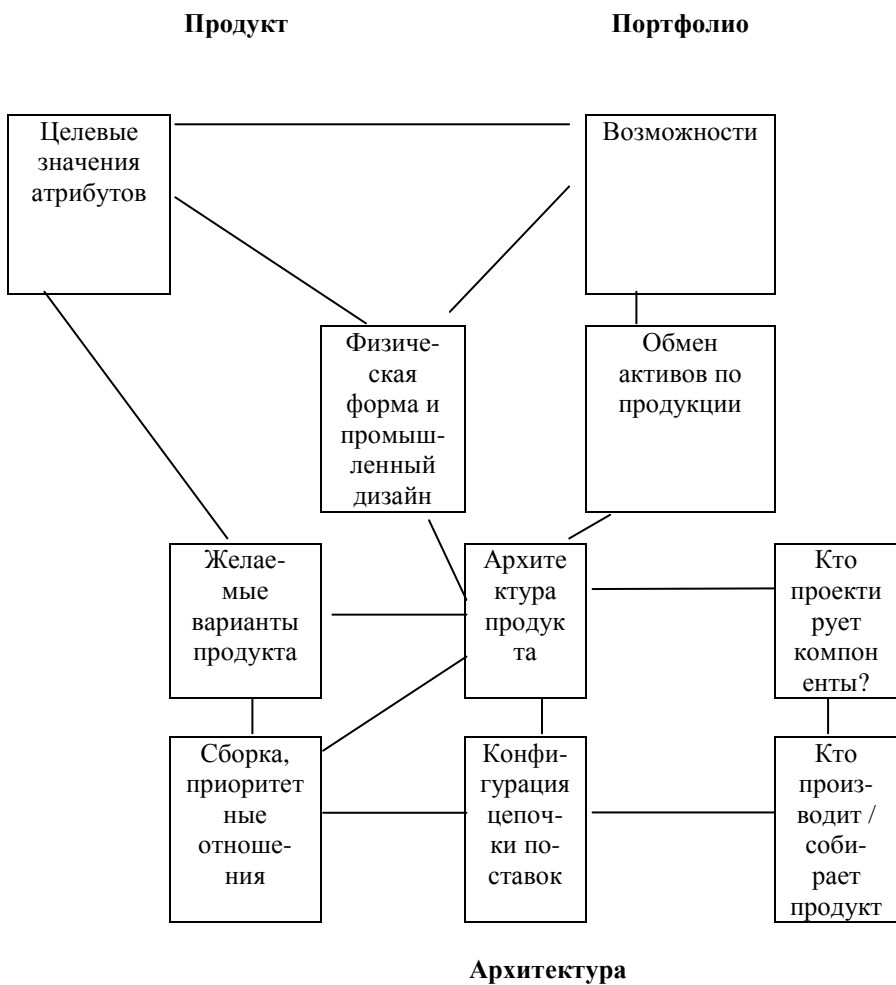 Продукт
Портфолио
Целевые
значения
атрибутов
Возможности
Физиче-
ская
форма и
промыш-
ленный
дизайн
Обмен
активов по
продукции
Желае-
мые
варианты
продукта
Архите
ктура
продук
та
Кто
проекти
рует
компон
енты?
Сборка,
приоритет
ные
отноше-
ния
Конфи-
гурация
цепоч-
ки по-
ставок
Кто
произ-
водит /
соби-
рает
продукт
Архитектура